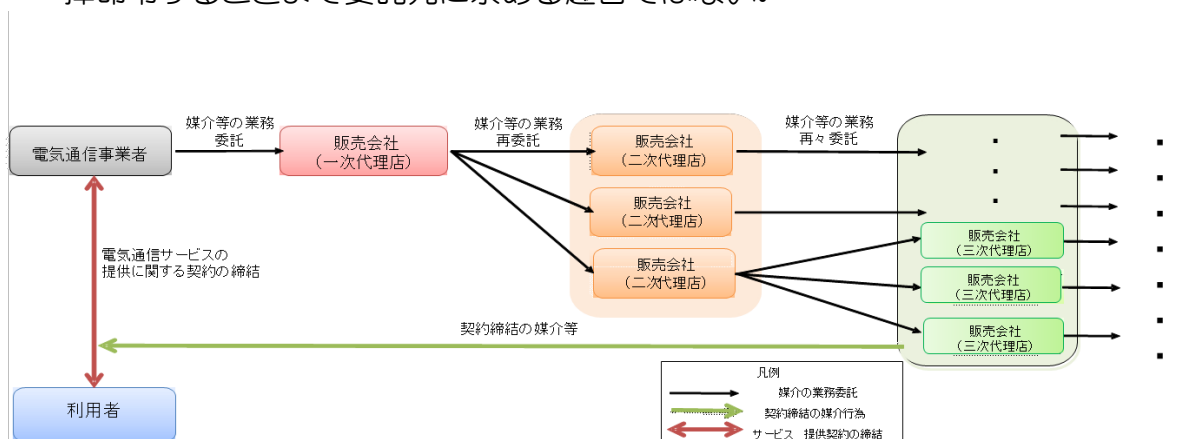 電気通信事業者
媒介等の業務
委託
販売会社
（一次代理店）
媒介等の業務
再委託
販売会社
（二次代理店）
販売会社
（二次代理店）
販売会社
（二次代理店）
媒介等の業務
再々委託
販売会社
（三次代理店）
販売会社
（三次代理店）
販売会社
（三次代理店）
電気通信サービスの
提供に関する契約の締結
契約締結の媒介等
利用者
凡例
媒介の業務委託
契約締結の媒介行為
サービス 提供契約の締結